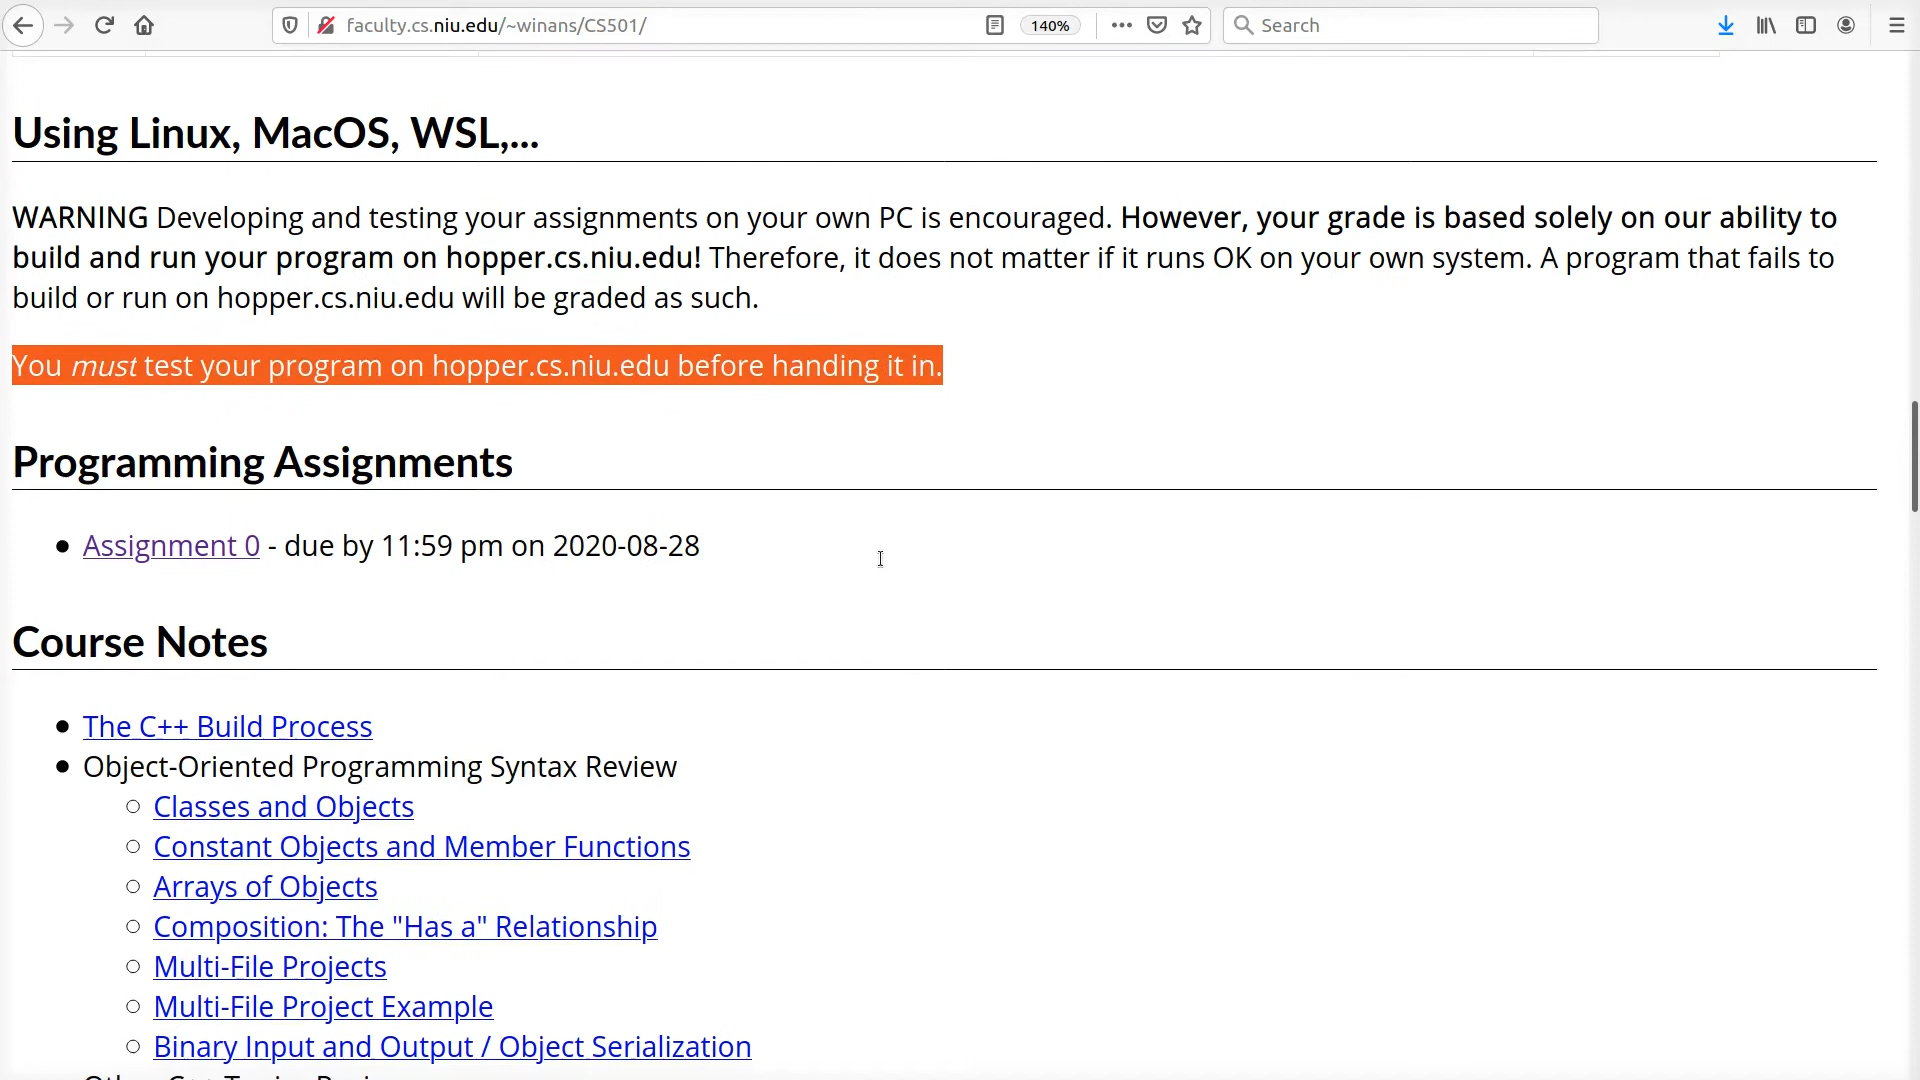 faculty.cs.niu.edu/~winans/CS501/
140%
Search
Using Linux, MacOS, WSL,...
WARNING Developing and testing your assignments on your own PC is encouraged. However, your grade is based solely on our ability to
build and run your program on hopper.cs.niu.edu! Therefore, it does not matter if it runs OK on your own system. A program that fails to
build or run on hopper.cs.niu.edu will be graded as such.
You must test your program on hopper.cs.niu.edu before handing it in.
Programming Assignments
Assignment 0 - due by 11:59 pm on 2020-08-28
Course Notes
The C++ Build Process
Object-Oriented Programming Syntax Review
Classes and Objects
Constant Objects and Member Functions
Arrays of Objects
Composition: The "Has a" Relationship
Multi-File Projects
Multi-File Project Example
Binary Input and Output / Object Serialization